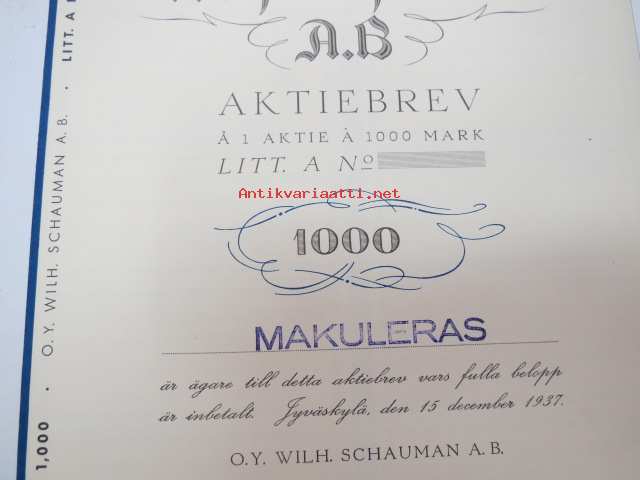 A.B
AKTIEBREV
Å 1 AKTIE À 1000 MARK
LITT. A No
Antikvariaatti.net
1000
MAKULERAS
är ägare till detta aktiebrev vars fulla belopp
är inbetalt. Jyväskylä, den 15 december 1937.
O.Y. WILH. SCHAUMAN A.B.
1,000 · O.Y. WILH. SCHAUMAN A.B. · LITT. A